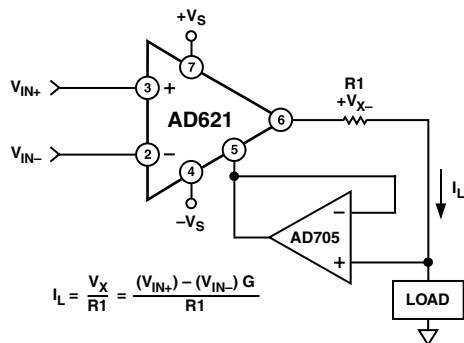 +VS
7
R1
+VX–
VIN+
3
+
AD621
6
VIN–
2
–
5
4
–VS
IL
–
AD705
+
LOAD
IL = VX/R1 = (VIN+) – (VIN–) G/R1